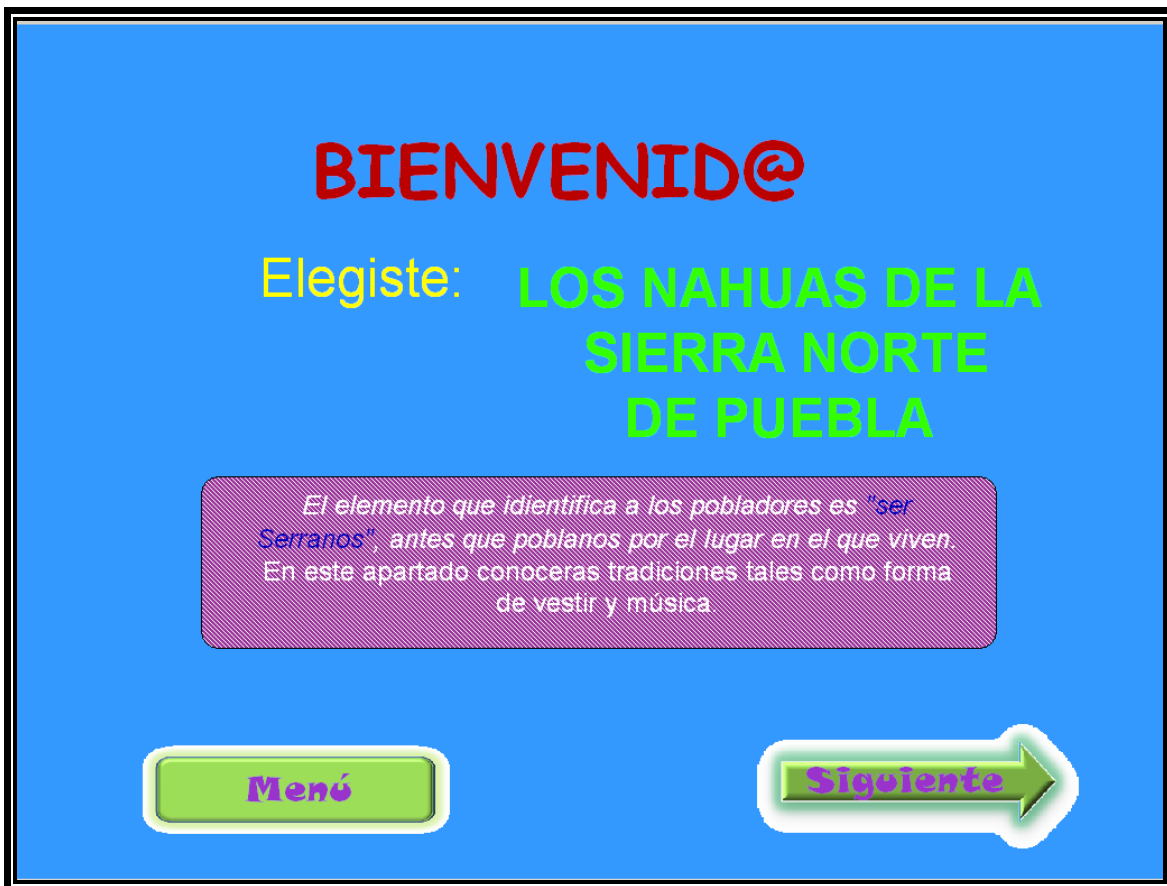 BIENVENID@
Elegiste:
LOS NAHUAS DE LA
SIERRA NORTE
DE PUEBLA
El elemento que idientifica a los pobladores es "ser
Serranos", antes que poblanos por el lugar en el que viven.
En este apartado conoceras tradiciones tales como forma
de vestir y música.
Menú
Siguiente